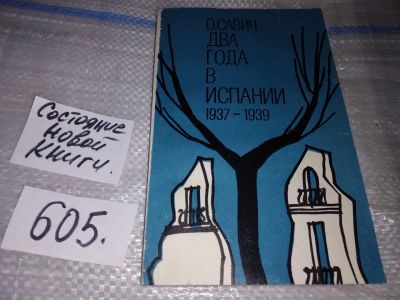 О.САВИЧ
ДВА
ГОДА
В
ИСПАНИИ
1937-1939
Состояние
новой
книги.
605.